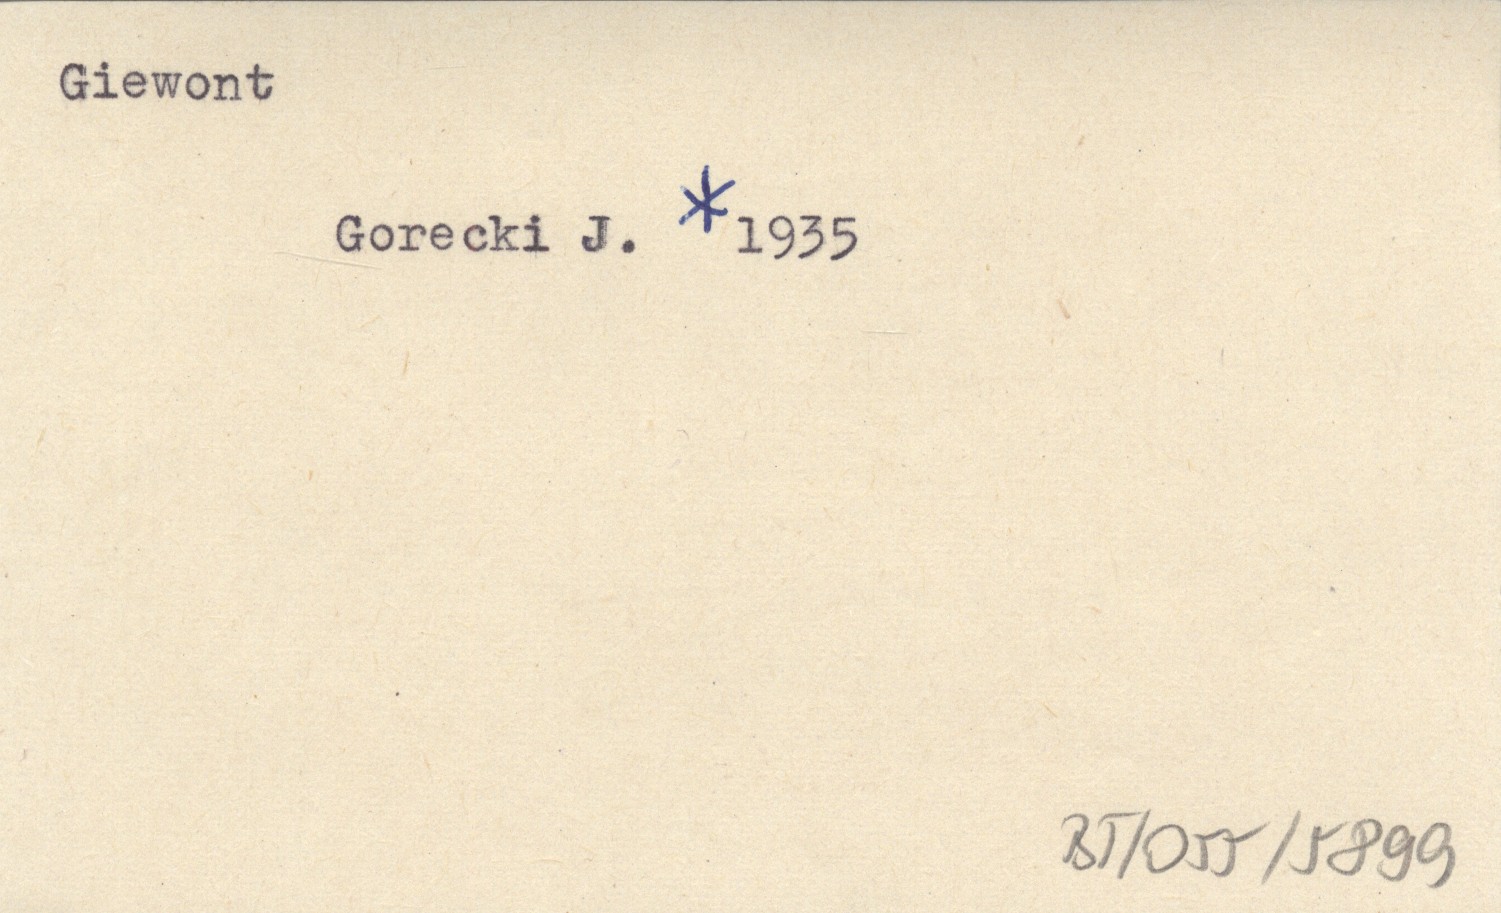 Giewont
Gorecki J. * 1935
BT/055/5899